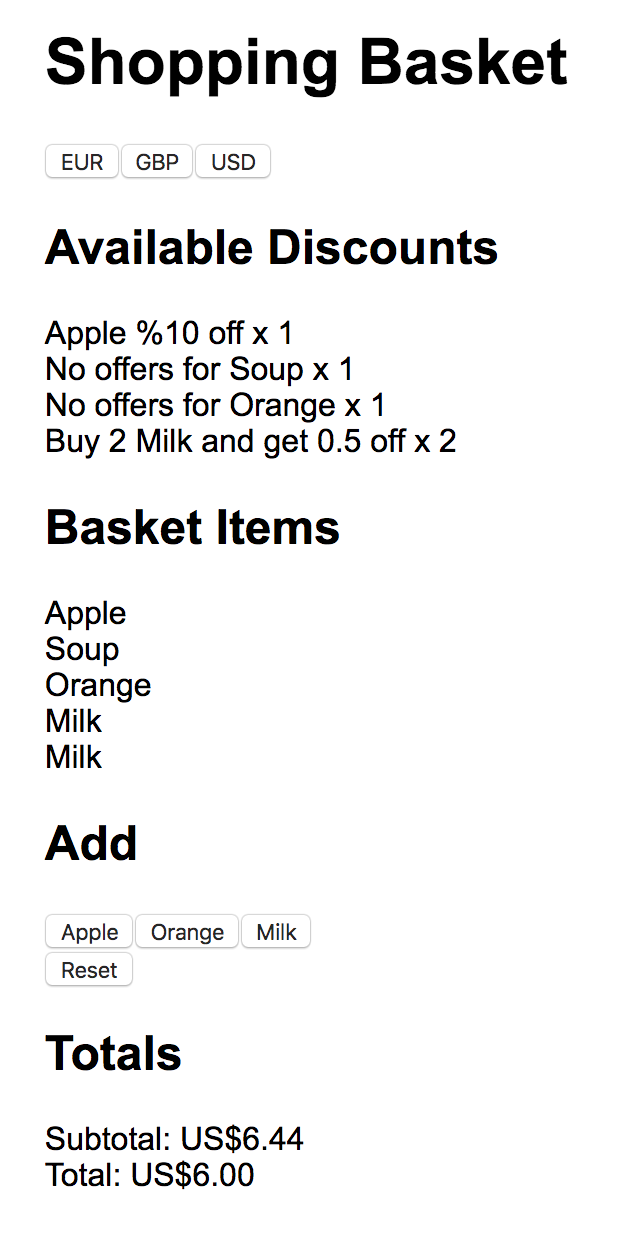 Shopping Basket
EUR GBP USD
Available Discounts
Apple %10 off x 1
No offers for Soup x 1
No offers for Orange x 1
Buy 2 Milk and get 0.5 off x 2
Basket Items
Apple
Soup
Orange
Milk
Milk
Add
Apple Orange Milk
Reset
Totals
Subtotal: US$6.44
Total: US$6.00